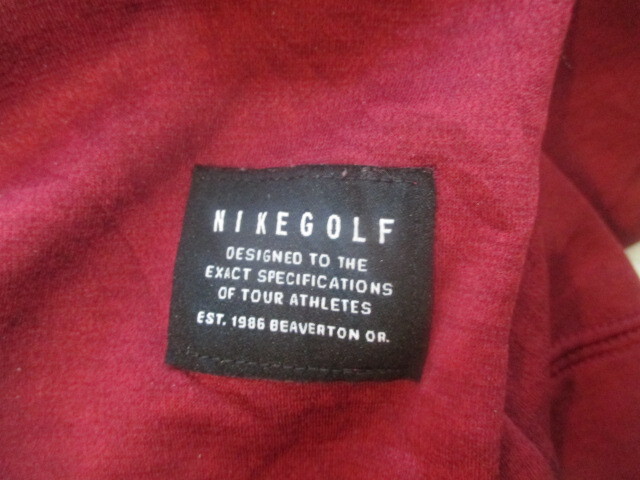 NIKEGOLF
DESIGNED TO THE
EXACT SPECIFICATIONS
OF TOUR ATHLETES
EST. 1986 BEAVERTON OR.